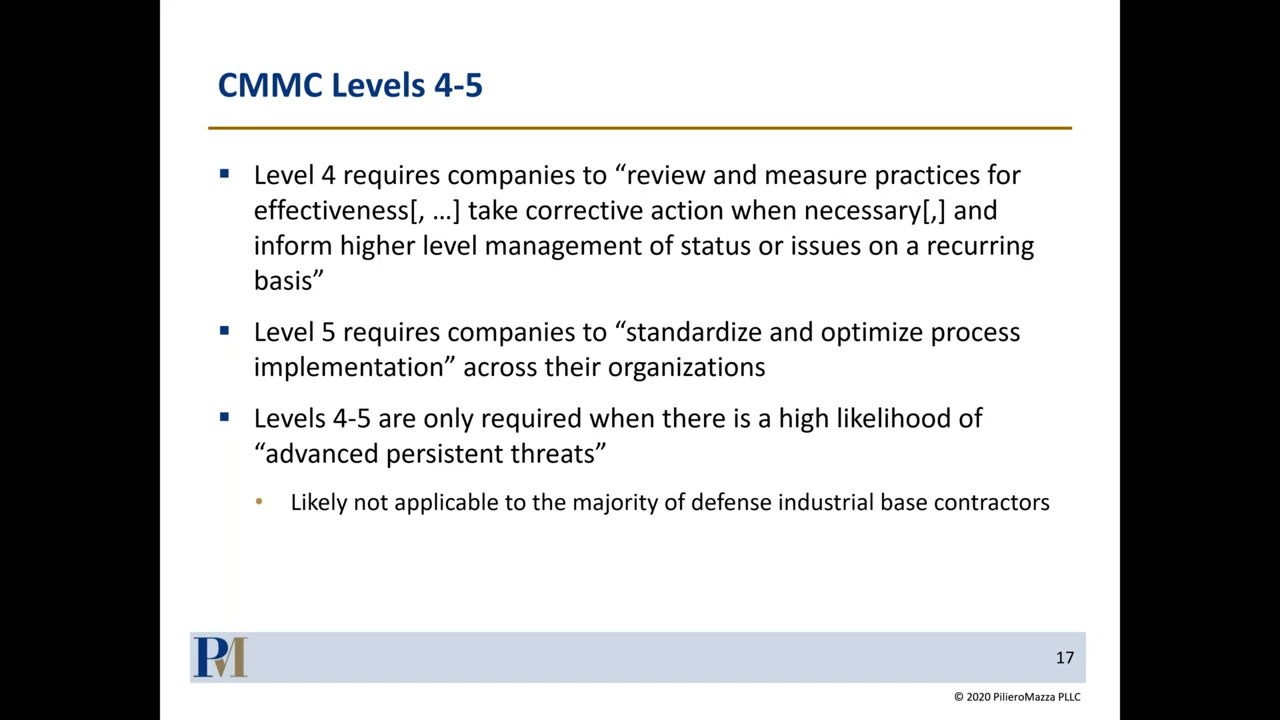 CMMC Levels 4-5
▪ Level 4 requires companies to “review and measure practices for
effectiveness[, …] take corrective action when necessary[,] and
inform higher level management of status or issues on a recurring
basis”
▪ Level 5 requires companies to “standardize and optimize process
implementation” across their organizations
▪ Levels 4-5 are only required when there is a high likelihood of
“advanced persistent threats”
• Likely not applicable to the majority of defense industrial base contractors
PM
17
© 2020 PilieroMazza PLLC